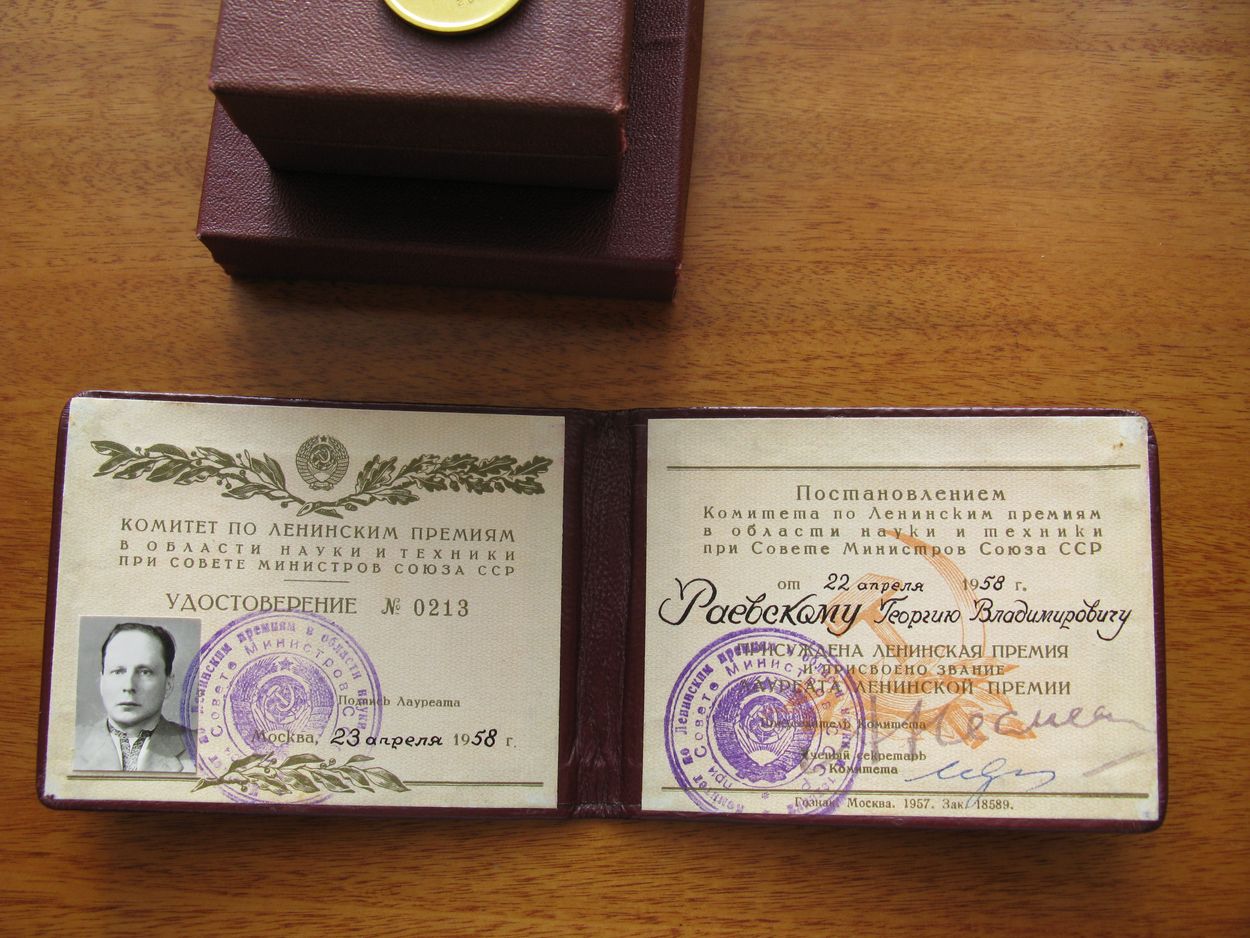 КОМИТЕТ ПО ЛЕНИНСКИМ ПРЕМИЯМ
В ОБЛАСТИ НАУКИ И ТЕХНИКИ
ПРИ СОВЕТЕ МИНИСТРОВ СОЮЗА ССР
УДОСТОВЕРЕНИЕ № 0213
Подпись Лауреата
Москва, 23 апреля 1958 г.
Постановлением
Комитета по Ленинским премиям
в области науки и техники
при Совете Министров Союза ССР
от 22 апреля 1958 г.
Раевскому Георгию Владимировичу
ПРИСУЖДЕНА ЛЕНИНСКАЯ ПРЕМИЯ
И ПРИСВОЕНО ЗВАНИЕ
ЛАУРЕАТА ЛЕНИНСКОЙ ПРЕМИИ
Председатель Комитета
Ученый секретарь
Комитета
Гознак. Москва. 1957. Зак. 18589.